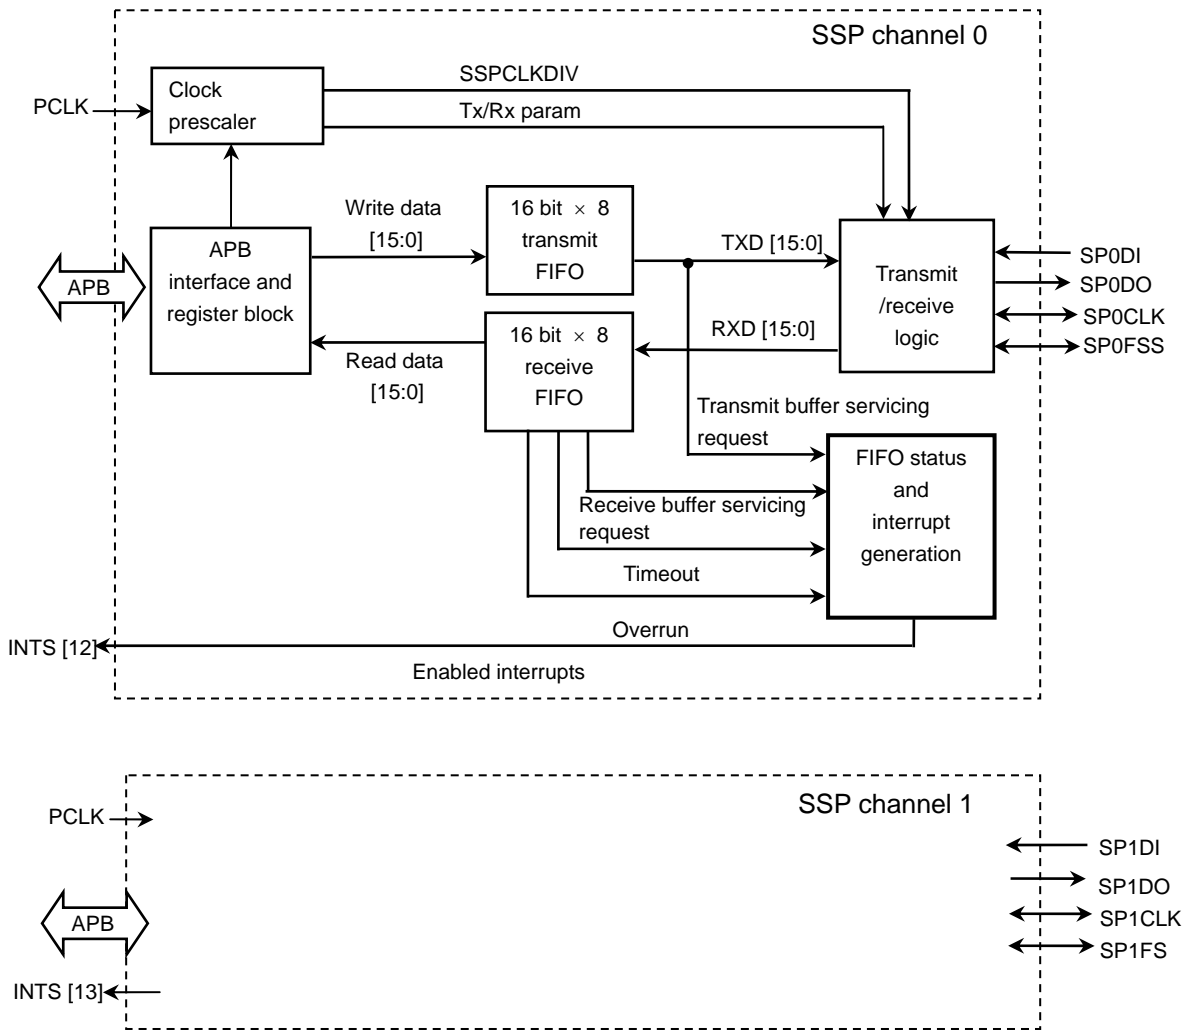 SSP channel 0
SSPCLKDIV
Clock
prescaler
PCLK
Tx/Rx param
Write data
[15:0]
16 bit × 8
transmit
FIFO
TXD [15:0]
APB
interface and
register block
APB
Transmit
/receive
logic
SP0DI
SP0DO
SP0CLK
SP0FSS
RXD [15:0]
16 bit × 8
receive
FIFO
Read data
[15:0]
Transmit buffer servicing
request
FIFO status
and
interrupt
generation
Receive buffer servicing
request
Timeout
Overrun
INTS [12]
Enabled interrupts
SSP channel 1
PCLK
SP1DI
SP1DO
APB
SP1CLK
SP1FS
INTS [13]